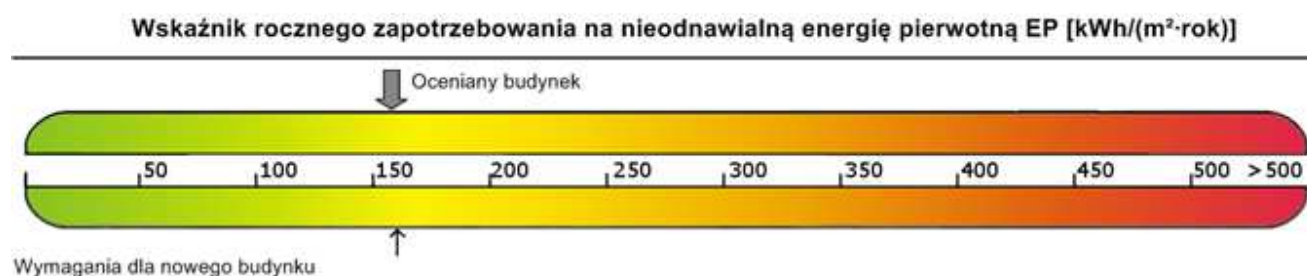 Wskaźnik rocznego zapotrzebowania na nieodnawialną energię pierwotną EP [kWh/(m²·rok)]
Oceniany budynek
50 100 150 200 250 300 350 400 450 500 > 500
Wymagania dla nowego budynku